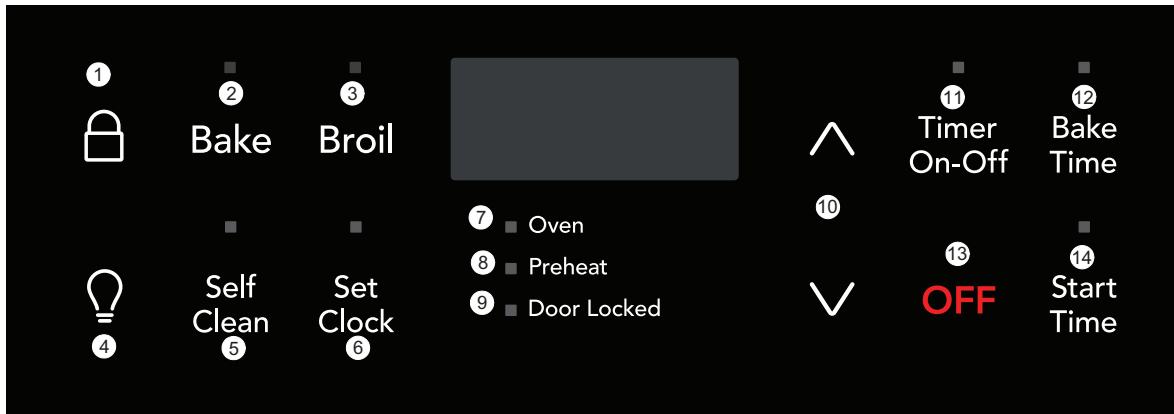 1
2
3
11
12
Bake
Broil
Timer
On-Off
Bake
Time
10
7
Oven
8
Preheat
9
Door Locked
4
Self
Clean
5
Set
Clock
6
13
OFF
14
Start
Time